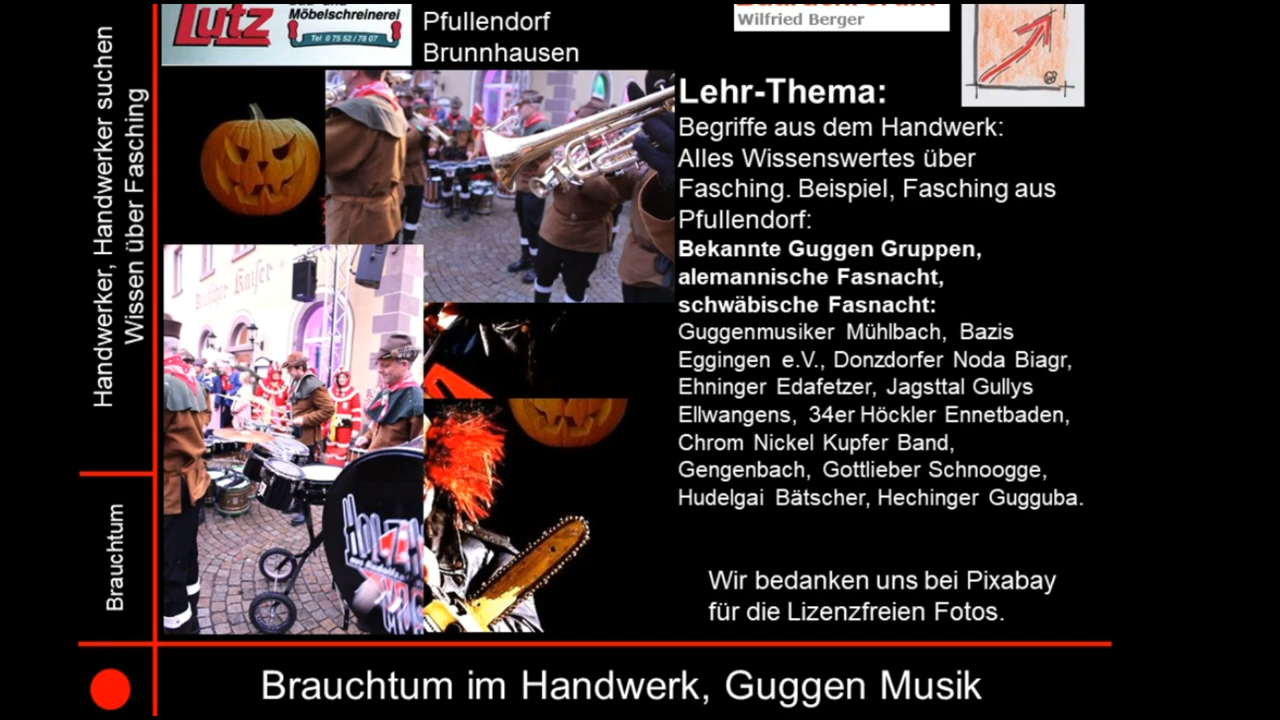 Lutz
Möbelschreinerei
Tel 0 75 52 / 78 07
Pfullendorf
Brunnhausen
Wilfried Berger
Handwerker, Handwerker suchen
Wissen über Fasching
Brauchtum
Lehr-Thema:
Begriffe aus dem Handwerk:
Alles Wissenswertes über
Fasching. Beispiel, Fasching aus
Pfullendorf:
Bekannte Guggen Gruppen,
alemannische Fasnacht,
schwäbische Fasnacht:
Guggenmusiker Mühlbach, Bazis
Eggingen e.V., Donzdorfer Noda Biagr,
Ehninger Edafetzer, Jagsttal Gullys
Ellwangens, 34er Höckler Ennetbaden,
Chrom Nickel Kupfer Band,
Gengenbach, Gottlieber Schnoogge,
Hudelgai Bätscher, Hechinger Gugguba.
Wir bedanken uns bei Pixabay
für die Lizenzfreien Fotos.
Brauchtum im Handwerk, Guggen Musik